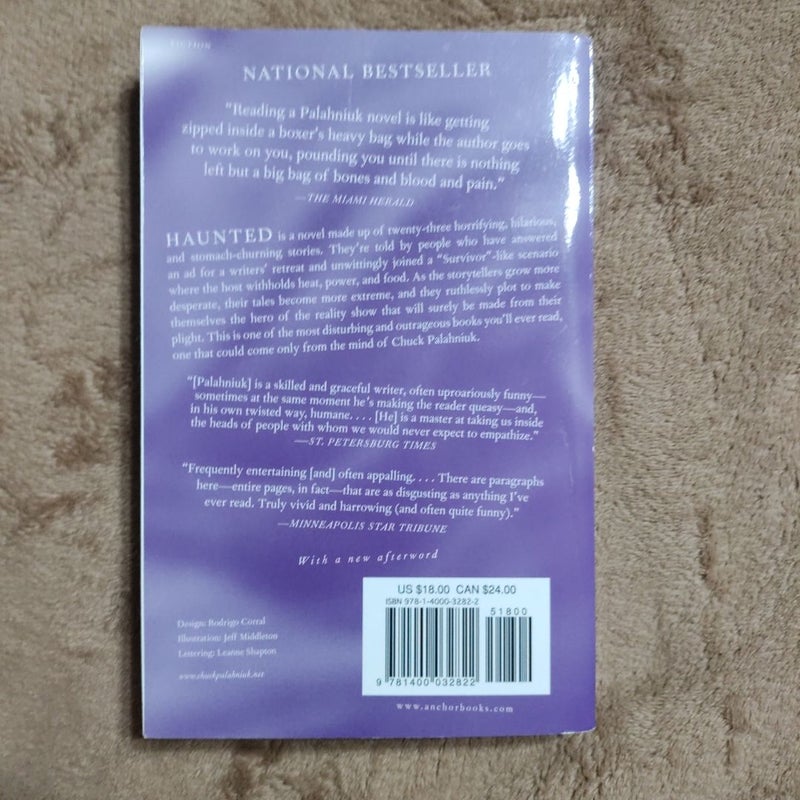 FICTION
NATIONAL BESTSELLER
“Reading a Palahniuk novel is like getting
zipped inside a boxer's heavy bag while the author goes
to work on you, pounding you until there is nothing
left but a big bag of bones and blood and pain.”
—THE MIAMI HERALD
HAUNTED is a novel made up of twenty-three horrifying, hilarious,
and stomach-churning stories. They're told by people who have answered
an ad for a writers' retreat and unwittingly joined a “Survivor”-like scenario
where the host withholds heat, power, and food. As the storytellers grow more
desperate, their tales become more extreme, and they ruthlessly plot to make
themselves the hero of the reality show that will surely be made from their
plight. This is one of the most disturbing and outrageous books you'll ever read,
one that could come only from the mind of Chuck Palahniuk.
“[Palahniuk] is a skilled and graceful writer, often uproariously funny—
sometimes at the same moment he's making the reader queasy—and,
in his own twisted way, humane. . . . [He] is a master at taking us inside
the heads of people with whom we would never expect to empathize.”
—ST. PETERSBURG TIMES
“Frequently entertaining [and] often appalling. . . . There are paragraphs
here—entire pages, in fact—that are as disgusting as anything I've
ever read. Truly vivid and harrowing (and often quite funny).”
—MINNEAPOLIS STAR TRIBUNE
With a new afterword
US $18.00 CAN $24.00
ISBN 978-1-4000-3282-2
51800
9 781400 032822
Design: Rodrigo Corral
Illustration: Jeff Middleton
Lettering: Leanne Shapton
www.chuckpalahniuk.net
www.anchorbooks.com